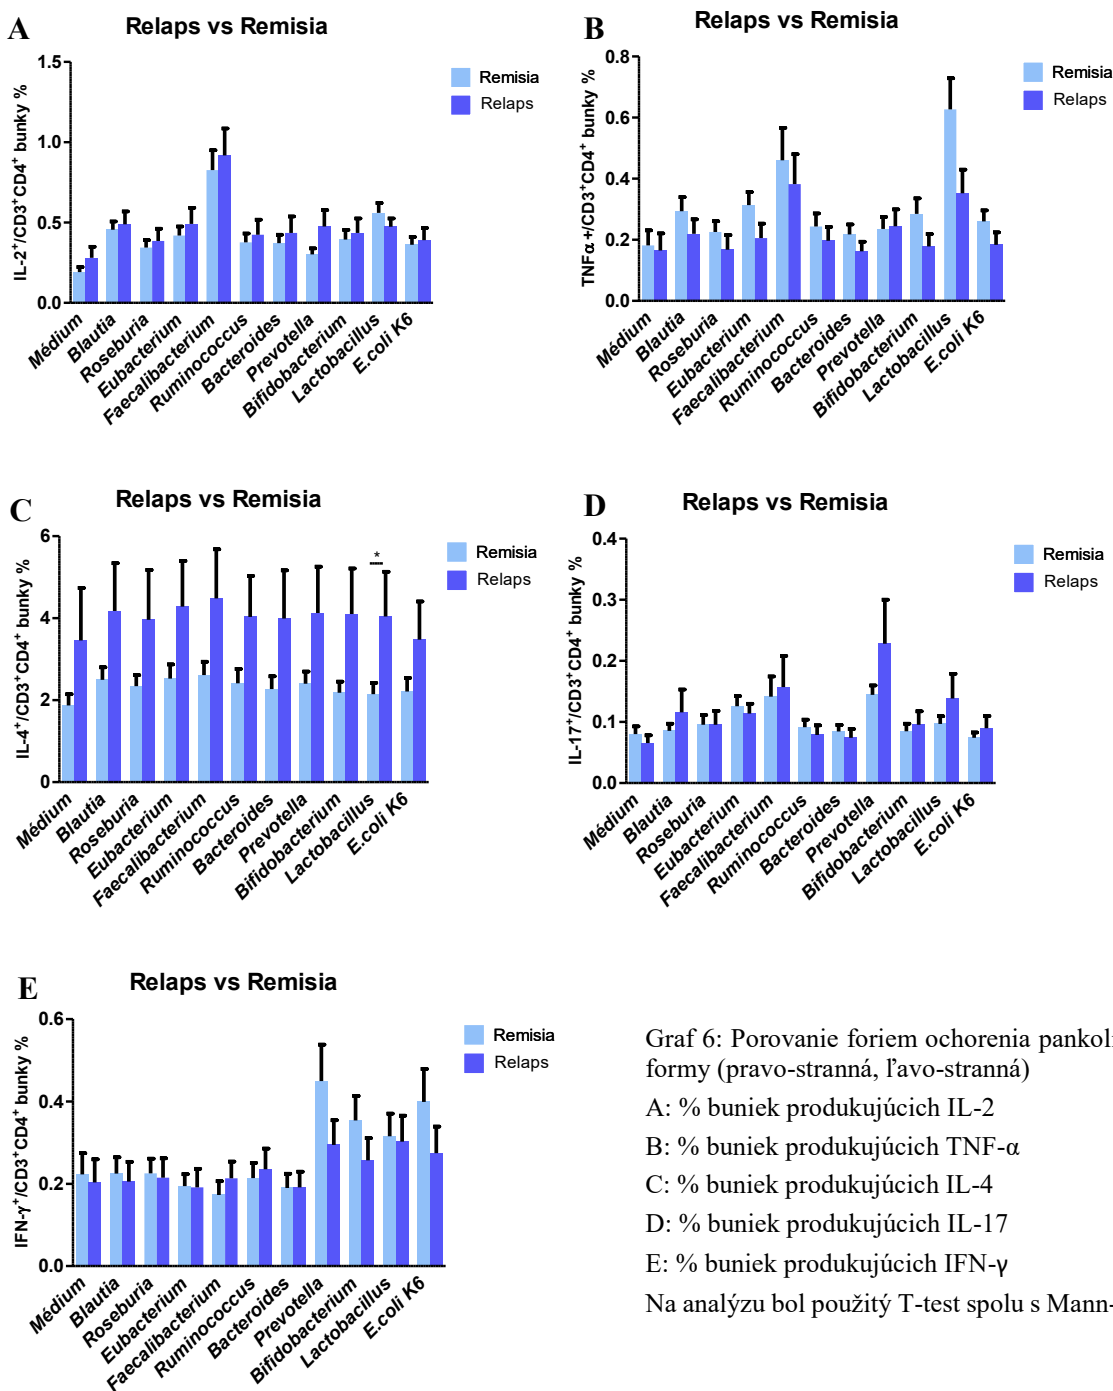 A
Relaps vs Remisia
IL-2⁺/CD3⁺CD4⁺ bunky %
1.5
1.0
0.5
0.0
Médium
Blautia
Roseburia
Eubacterium
Faecalibacterium
Ruminococcus
Bacteroides
Prevotella
Bifidobacterium
Lactobacillus
E.coli K6
Remisia
Relaps
B
Relaps vs Remisia
TNFα +/CD3⁺CD4⁺ bunky %
0.8
0.6
0.4
0.2
0.0
Médium
Blautia
Roseburia
Eubacterium
Faecalibacterium
Ruminococcus
Bacteroides
Prevotella
Bifidobacterium
Lactobacillus
E.coli K6
Remisia
Relaps
C
Relaps vs Remisia
IL-4⁺/CD3⁺CD4⁺ bunky %
6
4
2
0
*
Médium
Blautia
Roseburia
Eubacterium
Faecalibacterium
Ruminococcus
Bacteroides
Prevotella
Bifidobacterium
Lactobacillus
E.coli K6
Remisia
Relaps
D
Relaps vs Remisia
IL-17⁺/CD3⁺CD4⁺ bunky %
0.4
0.3
0.2
0.1
0.0
Médium
Blautia
Roseburia
Eubacterium
Faecalibacterium
Ruminococcus
Bacteroides
Prevotella
Bifidobacterium
Lactobacillus
E.coli K6
Remisia
Relaps
E
Relaps vs Remisia
IFN-γ⁺/CD3⁺CD4⁺ bunky %
0.6
0.4
0.2
0.0
Médium
Blautia
Roseburia
Eubacterium
Faecalibacterium
Ruminococcus
Bacteroides
Prevotella
Bifidobacterium
Lactobacillus
E.coli K6
Remisia
Relaps
Graf 6: Porovanie foriem ochorenia pankoli
formy (pravo-stranná, ľavo-stranná)
A: % buniek produkujúcich IL-2
B: % buniek produkujúcich TNF-α
C: % buniek produkujúcich IL-4
D: % buniek produkujúcich IL-17
E: % buniek produkujúcich IFN-γ
Na analýzu bol použitý T-test spolu s Mann-